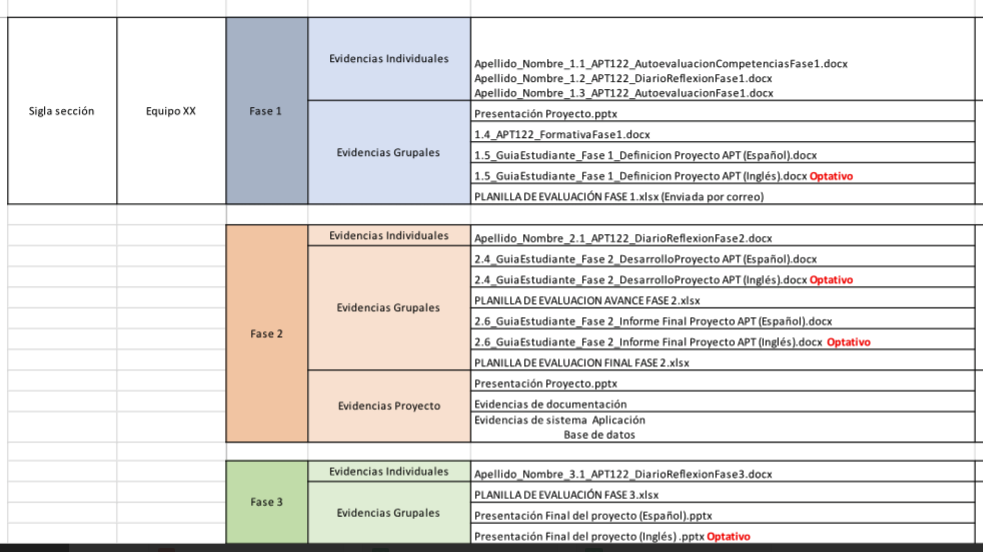 Sigla sección
Equipo XX
Fase 1
Evidencias Individuales
Apellido_Nombre_1.1_APT122_AutoevaluacionCompetenciasFase1.docx
Apellido_Nombre_1.2_APT122_DiarioReflexionFase1.docx
Apellido_Nombre_1.3_APT122_AutoevaluacionFase1.docx
Evidencias Grupales
Presentación Proyecto.pptx
1.4_APT122_FormativaFase1.docx
1.5_GuiaEstudiante_Fase 1_Definicion Proyecto APT (Español).docx
1.5_GuiaEstudiante_Fase 1_Definicion Proyecto APT (Inglés).docx Optativo
PLANILLA DE EVALUACIÓN FASE 1.xlsx (Enviada por correo)
Fase 2
Evidencias Individuales
Apellido_Nombre_2.1_APT122_DiarioReflexionFase2.docx
Evidencias Grupales
2.4_GuiaEstudiante_Fase 2_DesarrolloProyecto APT (Español).docx
2.4_GuiaEstudiante_Fase 2_DesarrolloProyecto APT (Inglés).docx Optativo
PLANILLA DE EVALUACION AVANCE FASE 2.xlsx
2.6_GuiaEstudiante_Fase 2_Informe Final Proyecto APT (Español).docx
2.6_GuiaEstudiante_Fase 2_Informe Final Proyecto APT (Inglés).docx Optativo
PLANILLA DE EVALUACION FINAL FASE 2.xlsx
Evidencias Proyecto
Presentación Proyecto.pptx
Evidencias de documentación
Evidencias de sistema Aplicación
Base de datos
Fase 3
Evidencias Individuales
Apellido_Nombre_3.1_APT122_DiarioReflexionFase3.docx
Evidencias Grupales
PLANILLA DE EVALUACIÓN FASE 3.xlsx
Presentación Final del proyecto (Español).pptx
Presentación Final del proyecto (Inglés) .pptx Optativo